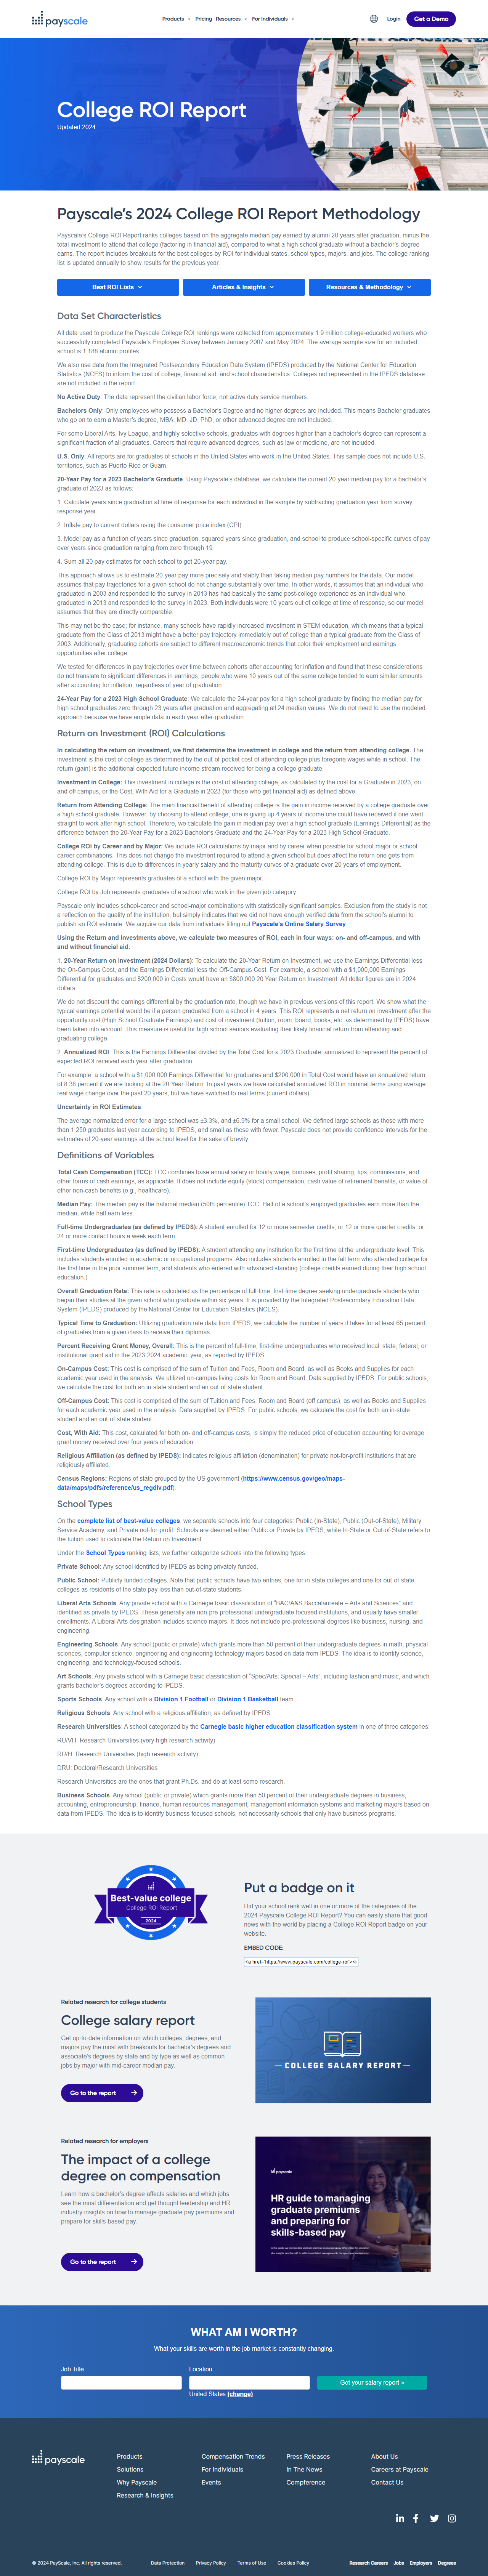 payscale
Products
Pricing
Resources
For Individuals
Login
Get a Demo
College ROI Report
Updated 2024
Payscale's 2024 College ROI Report Methodology
Payscale's College ROI Report ranks colleges based on the aggregate median pay earned by alumni 20 years after graduation, minus the
total investment to attend that college (factoring in financial aid), compared to what a high school graduate without a bachelor's degree
earns. The report includes breakouts for the best colleges by ROI for individual states, school types, majors, and jobs. The college ranking
list is updated annually to show results for the previous year.
Best ROI Lists
Articles & Insights
Resources & Methodology
Data Set Characteristics
All data used to produce the Payscale College ROI rankings were collected from approximately 1.9 million college-educated workers who
successfully completed Payscale's Employee Survey between January 2007 and May 2024. The average sample size for an included
school is 1,188 alumni profiles.
We also use data from the Integrated Postsecondary Education Data System (IPEDS) produced by the National Center for Education
Statistics (NCES) to inform the cost of college, financial aid, and school characteristics. Colleges not represented in the IPEDS database
are not included in the report.
No Active Duty: The data represent the civilian labor force, not active duty service members.
Bachelors Only: Only employees who possess a Bachelor's Degree and no higher degrees are included. This means Bachelor graduates
who go on to earn a Master's degree, MBA, MD, JD, PhD, or other advanced degree are not included.
For some Liberal Arts, Ivy League, and highly selective schools, graduates with degrees higher than a bachelor's degree can represent a
significant fraction of all graduates. Careers that require advanced degrees, such as law or medicine, are not included.
U.S. Only: All reports are for graduates of schools in the United States who work in the United States. This sample does not include U.S.
territories, such as Puerto Rico or Guam.
20-Year Pay for a 2023 Bachelor's Graduate: Using Payscale's database, we calculate the current 20-year median pay for a bachelor's
graduate of 2023 as follows:
1. Calculate years since graduation at time of response for each individual in the sample by subtracting graduation year from survey
response year.
2. Inflate pay to current dollars using the consumer price index (CPI).
3. Model pay as a function of years since graduation, squared years since graduation, and school to produce school-specific curves of pay
over years since graduation ranging from zero through 19.
4. Sum all 20 pay estimates for each school to get 20-year pay.
This approach allows us to estimate 20-year pay more precisely and stably than taking median pay numbers for the data. Our model
assumes that pay trajectories for a given school do not change substantially over time. In other words, it assumes that an individual who
graduated in 2003 and responded to the survey in 2013 has had basically the same post-college experience as an individual who
graduated in 2013 and responded to the survey in 2023. Both individuals were 10 years out of college at time of response, so our model
assumes that they are directly comparable.
This may not be the case; for instance, many schools have rapidly increased investment in STEM education, which means that a typical
graduate from the Class of 2013 might have a better pay trajectory immediately out of college than a typical graduate from the Class of
2003. Additionally, graduating cohorts are subject to different macroeconomic trends that color their employment and earnings
opportunities after college.
We tested for differences in pay trajectories over time between cohorts after accounting for inflation and found that these considerations
do not translate to significant differences in earnings; people who were 10 years out of the same college tended to earn similar amounts
after accounting for inflation, regardless of year of graduation.
24-Year Pay for a 2023 High School Graduate: We calculate the 24-year pay for a high school graduate by finding the median pay for
high school graduates zero through 23 years after graduation and aggregating all 24 median values. We do not need to use the modeled
approach because we have ample data in each year-after-graduation.
Return on Investment (ROI) Calculations
In calculating the return on investment, we first determine the investment in college and the return from attending college. The
investment is the cost of college as determined by the out-of-pocket cost of attending college plus foregone wages while in school. The
return (gain) is the additional expected future income stream received for being a college graduate.
Investment in College: This investment in college is the cost of attending college, as calculated by the cost for a Graduate in 2023, on
and off campus, or the Cost, With Aid for a Graduate in 2023 (for those who get financial aid) as defined above.
Return from Attending College: The main financial benefit of attending college is the gain in income received by a college graduate over
a high school graduate. However, by choosing to attend college, one is giving up 4 years of income one could have received if one went
straight to work after high school. Therefore, we calculate the gain in median pay over a high school graduate (Earnings Differential) as the
difference between the 20-Year Pay for a 2023 Bachelor's Graduate and the 24-Year Pay for a 2023 High School Graduate.
College ROI by Career and by Major: We include ROI calculations by major and by career when possible for school-major or school-
career combinations. This does not change the investment required to attend a given school but does affect the return one gets from
attending college. This is due to differences in entry salary and the maturity curves of a graduate over 20 years of employment.
College ROI by Major represents graduates of a school with the given major.
College ROI by Job represents graduates of a school who work in the given job category.
Payscale only includes school-career and school-major combinations with statistically significant samples. Exclusion from the study is not
a reflection on the quality of the institution, but simply indicates that we do not have enough verified data from the school's alumni to
publish an ROI estimate. We acquire our data from individuals filling out Payscale's Online Salary Survey.
Using the Return and Investments above, we calculate two measures of ROI, each in four ways: on- and off-campus, and with
and without financial aid.
1. 20-Year Return on Investment (2024 Dollars): To calculate the 20-Year Return on Investment, we use the Earnings Differential less
the On-Campus Cost, and the Earnings Differential less the Off-Campus Cost. For example, a school with a $1,000,000 Earnings
Differential for graduates and $200,000 in Costs would have an $800,000 20 Year Return on Investment. All dollar figures are in 2024
dollars.
We do not discount the earnings differential by the graduation rate, though we have in previous versions of this report. We show what the
typical earnings potential would be if a person graduated from a school in 4 years. This ROI represents a net return on investment after the
opportunity cost (High School Graduate Earnings) and cost of investment (tuition, room, board, books, etc. as determined by IPEDS) have
been taken into account. This measure is useful for high school seniors evaluating their likely financial return from attending and
graduating college.
2. Annualized ROI: This is the Earnings Differential divided by the Total Cost for a 2023 Graduate, annualized to represent the percent of
expected ROI received each year after graduation.
For example, a school with a $1,000,000 Earnings Differential for graduates and $200,000 in Total Cost would have an annualized return
of 8.38 percent if we are looking at the 20-Year Return. In past years we have calculated annualized ROI in nominal terms using average
real wage change over the past 20 years, but we have switched to real terms (current dollars).
Uncertainty in ROI Estimates
The average normalized error for a large school was ±3.3%, and ±6.9% for a small school. We defined large schools as those with more
than 1,250 graduates last year according to IPEDS, and small as those with fewer. Payscale does not provide confidence intervals for the
estimates of 20-year earnings at the school level for the sake of brevity.
Definitions of Variables
Total Cash Compensation (TCC): TCC combines base annual salary or hourly wage, bonuses, profit sharing, tips, commissions, and
other forms of cash earnings, as applicable. It does not include equity (stock) compensation, cash value of retirement benefits, or value of
other non-cash benefits (e.g., healthcare).
Median Pay: The median pay is the national median (50th percentile) TCC. Half of a school's employed graduates earn more than the
median, while half earn less.
Full-time Undergraduates (as defined by IPEDS): A student enrolled for 12 or more semester credits, or 12 or more quarter credits, or
24 or more contact hours a week each term.
First-time Undergraduates (as defined by IPEDS): A student attending any institution for the first time at the undergraduate level. This
includes students enrolled in academic or occupational programs. Also includes students enrolled in the fall term who attended college for
the first time in the prior summer term, and students who entered with advanced standing (college credits earned during their high school
education.)
Overall Graduation Rate: This rate is calculated as the percentage of full-time, first-time degree seeking undergraduate students who
began their studies at the given school who graduate within six years. It is provided by the Integrated Postsecondary Education Data
System (IPEDS) produced by the National Center for Education Statistics (NCES).
Typical Time to Graduation: Utilizing graduation rate data from IPEDS, we calculate the number of years it takes for at least 65 percent
of graduates from a given class to receive their diplomas.
Percent Receiving Grant Money, Overall: This is the percent of full-time, first-time undergraduates who received local, state, federal, or
institutional grant aid in the 2023-2024 academic year, as reported by IPEDS.
On-Campus Cost: This cost is comprised of the sum of Tuition and Fees, Room and Board, as well as Books and Supplies for each
academic year used in the analysis. We utilized on-campus living costs for Room and Board. Data supplied by IPEDS. For public schools,
we calculate the cost for both an in-state student and an out-of-state student.
Off-Campus Cost: This cost is comprised of the sum of Tuition and Fees, Room and Board (off campus), as well as Books and Supplies
for each academic year used in the analysis. Data supplied by IPEDS. For public schools, we calculate the cost for both an in-state
student and an out-of-state student.
Cost, With Aid: This cost, calculated for both on- and off-campus costs, is simply the reduced price of education accounting for average
grant money received over four years of education.
Religious Affiliation (as defined by IPEDS): Indicates religious affiliation (denomination) for private not-for-profit institutions that are
religiously affiliated.
Census Regions: Regions of state grouped by the US government (https://www.census.gov/geo/maps-
data/maps/pdfs/reference/us_regdiv.pdf).
School Types
On the complete list of best-value colleges, we separate schools into four categories: Public (In-State), Public (Out-of-State), Military
Service Academy, and Private not-for-profit. Schools are deemed either Public or Private by IPEDS, while In-State or Out-of-State refers to
the tuition used to calculate the Return on Investment.
Under the School Types ranking lists, we further categorize schools into the following types:
Private School: Any school identified by IPEDS as being privately funded.
Public School: Publicly funded colleges. Note that public schools have two entries, one for in-state colleges and one for out-of-state
colleges as residents of the state pay less than out-of-state students.
Liberal Arts Schools: Any private school with a Carnegie basic classification of "BAC/A&S Baccalaureate – Arts and Sciences" and
identified as private by IPEDS. These generally are non-pre-professional undergraduate focused institutions, and usually have smaller
enrollments. A Liberal Arts designation includes science majors. It does not include pre-professional degrees like business, nursing, and
engineering.
Engineering Schools: Any school (public or private) which grants more than 50 percent of their undergraduate degrees in math, physical
sciences, computer science, engineering and engineering technology majors based on data from IPEDS. The idea is to identify science,
engineering, and technology-focused schools.
Art Schools: Any private school with a Carnegie basic classification of "Spec/Arts: Special – Arts", including fashion and music, and which
grants bachelor's degrees according to IPEDS.
Sports Schools: Any school with a Division 1 Football or Division 1 Basketball team.
Religious Schools: Any school with a religious affiliation, as defined by IPEDS.
Research Universities: A school categorized by the Carnegie basic higher education classification system in one of three categories:
RU/VH: Research Universities (very high research activity)
RU/H: Research Universities (high research activity)
DRU: Doctoral/Research Universities
Research Universities are the ones that grant Ph.Ds. and do at least some research.
Business Schools: Any school (public or private) which grants more than 50 percent of their undergraduate degrees in business,
accounting, entrepreneurship, finance, human resources management, management information systems and marketing majors based on
data from IPEDS. The idea is to identify business focused schools, not necessarily schools that only have business programs.
Best-value college
College ROI Report
2024
Put a badge on it
Did your school rank well in one or more of the categories of the
2024 Payscale College ROI Report? You can easily share that good
news with the world by placing a College ROI Report badge on your
website.
EMBED CODE:
<a href='https://www.payscale.com/college-roi'><i
Related research for college students
College salary report
Get up-to-date information on which colleges, degrees, and
majors pay the most with breakouts for bachelor's degrees and
associate's degrees by state and by type as well as common
jobs by major with mid-career median pay.
Go to the report
COLLEGE SALARY REPORT
Related research for employers
The impact of a college
degree on compensation
Learn how a bachelor's degree affects salaries and which jobs
see the most differentiation and get thought leadership and HR
industry insights on how to manage graduate pay premiums and
prepare for skills-based pay.
Go to the report
payscale
HR guide to managing
graduate premiums
and preparing for
skills-based pay
WHAT AM I WORTH?
What your skills are worth in the job market is constantly changing.
Job Title:
Location:
Get your salary report »
United States (change)
payscale
Products
Solutions
Why Payscale
Research & Insights
Compensation Trends
For Individuals
Events
Press Releases
In The News
Compference
About Us
Careers at Payscale
Contact Us
© 2024 PayScale, Inc. All rights reserved.
Data Protection
Privacy Policy
Terms of Use
Cookies Policy
Research Careers
Jobs
Employers
Degrees